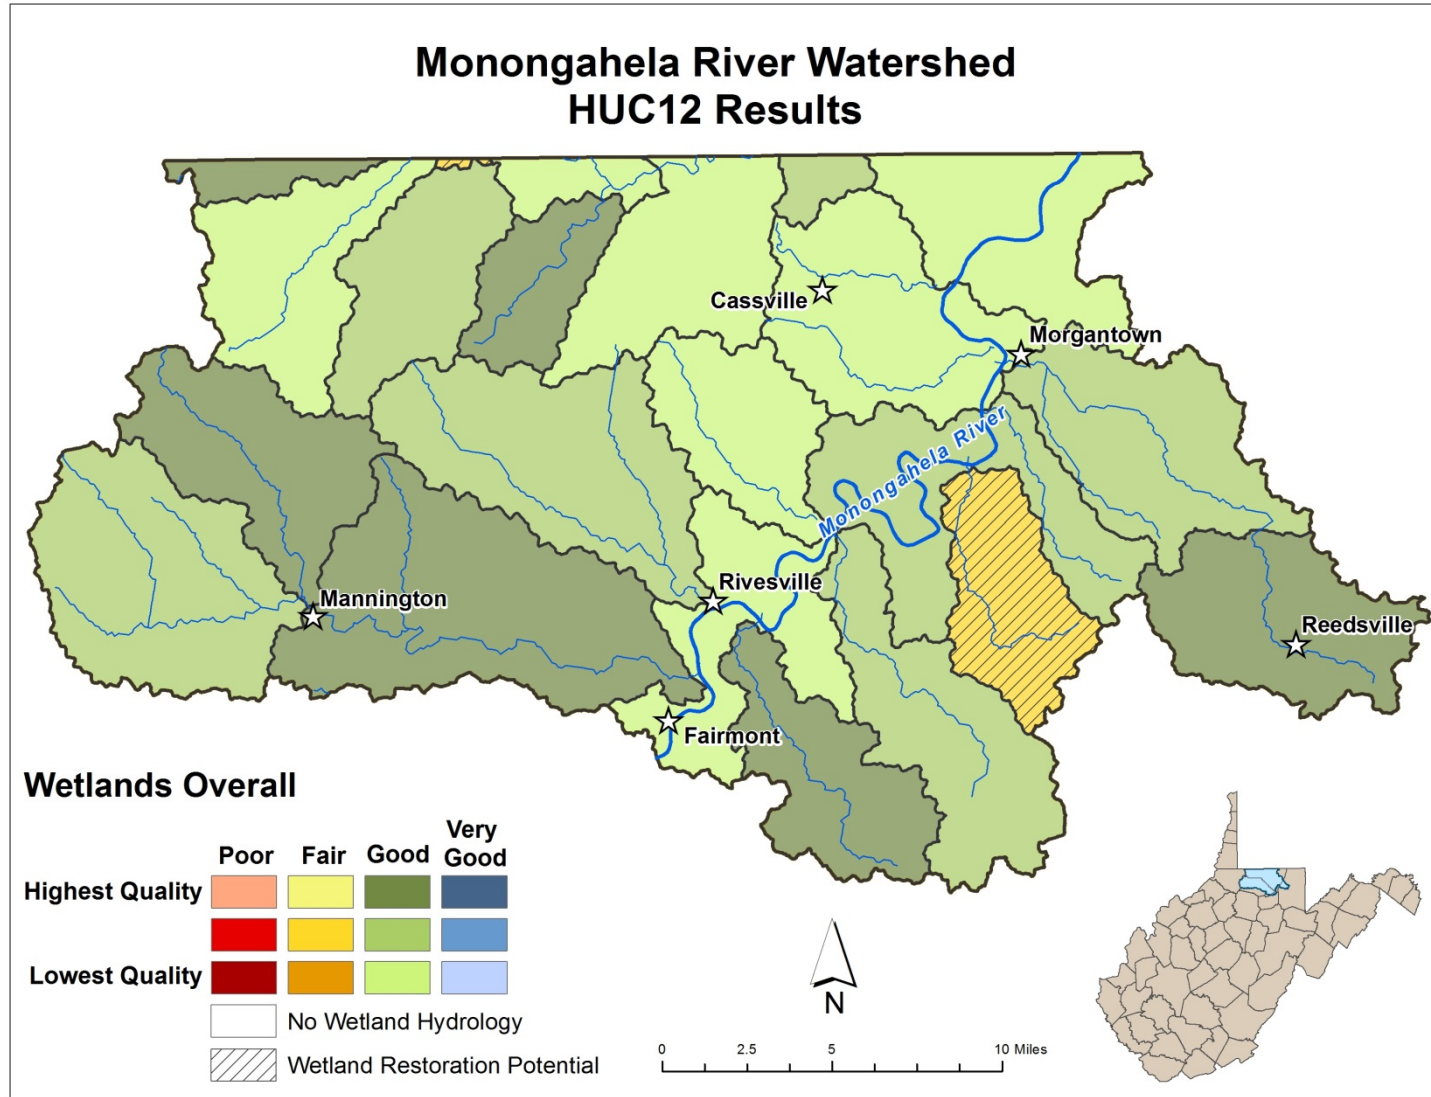 Monongahela River Watershed
HUC12 Results
Cassville
Morgantown
Monongahela River
Rivesville
Mannington
Reedsville
Fairmont
Wetlands Overall
Poor Fair Good Very Good
Highest Quality
Lowest Quality
No Wetland Hydrology
Wetland Restoration Potential
N
0 2.5 5 10 Miles